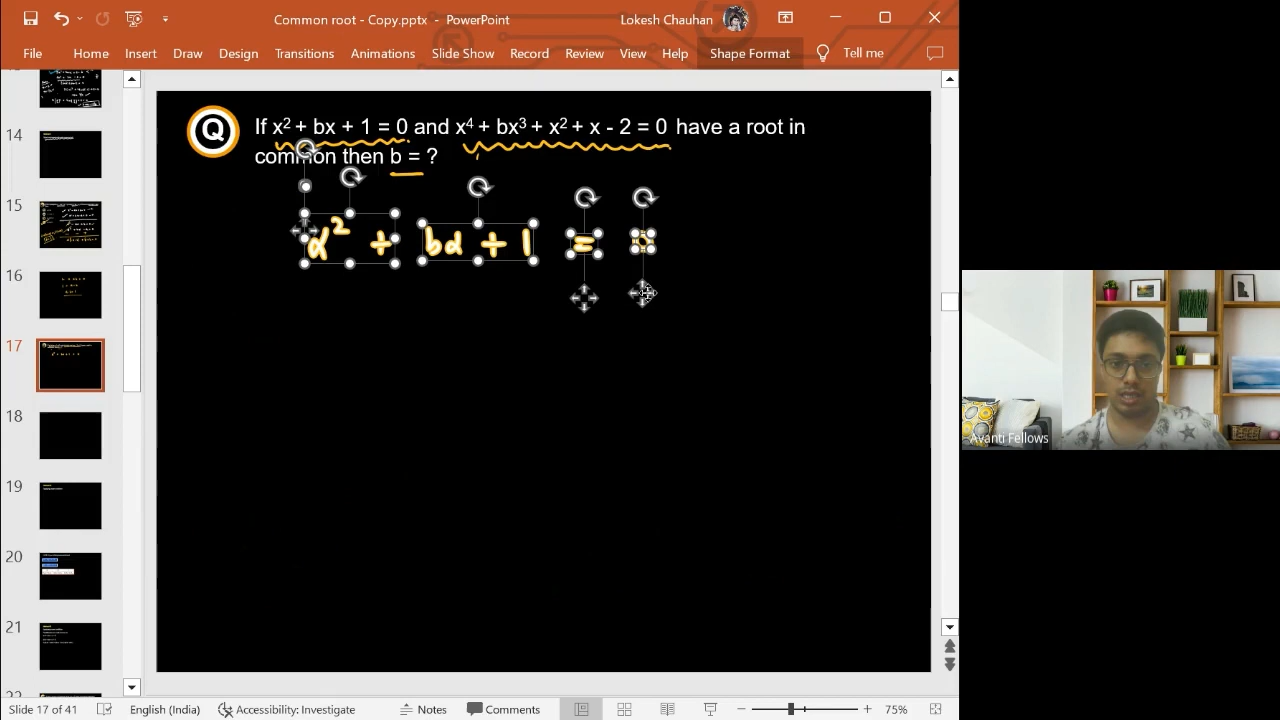 Common root - Copy.pptx - PowerPoint
Lokesh Chauhan
File Home Insert Draw Design Transitions Animations Slide Show Record Review View Help Shape Format Tell me
14
15
16
17
18
19
20
21
Q
If x² + bx + 1 = 0 and x⁴ + bx³ + x² + x - 2 = 0 have a root in
common then b = ?
α² + bα + 1 = 0
Avanti Fellows
Slide 17 of 41 English (India) Accessibility: Investigate Notes Comments 75%